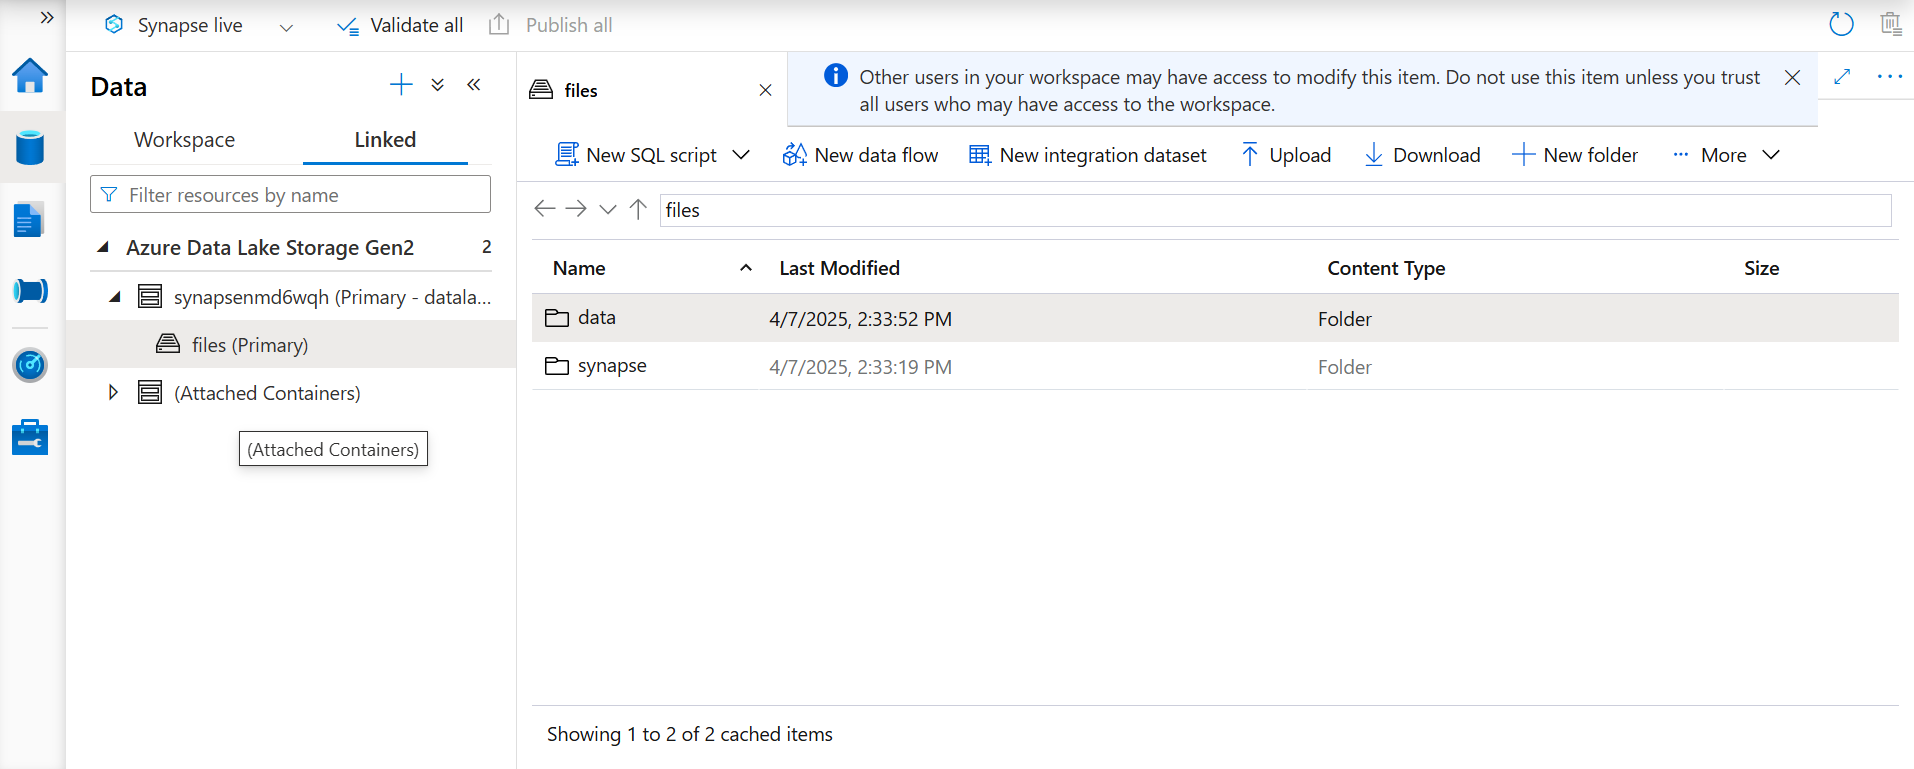 Synapse live
Validate all
Publish all
Data
Workspace
Linked
Filter resources by name
Azure Data Lake Storage Gen2 2
synapsenmd6wqh (Primary - datala...
files (Primary)
(Attached Containers)
(Attached Containers)
files
Other users in your workspace may have access to modify this item. Do not use this item unless you trust
all users who may have access to the workspace.
New SQL script
New data flow
New integration dataset
Upload
Download
New folder
More
files
Name Last Modified Content Type Size
data 4/7/2025, 2:33:52 PM Folder
synapse 4/7/2025, 2:33:19 PM Folder
Showing 1 to 2 of 2 cached items